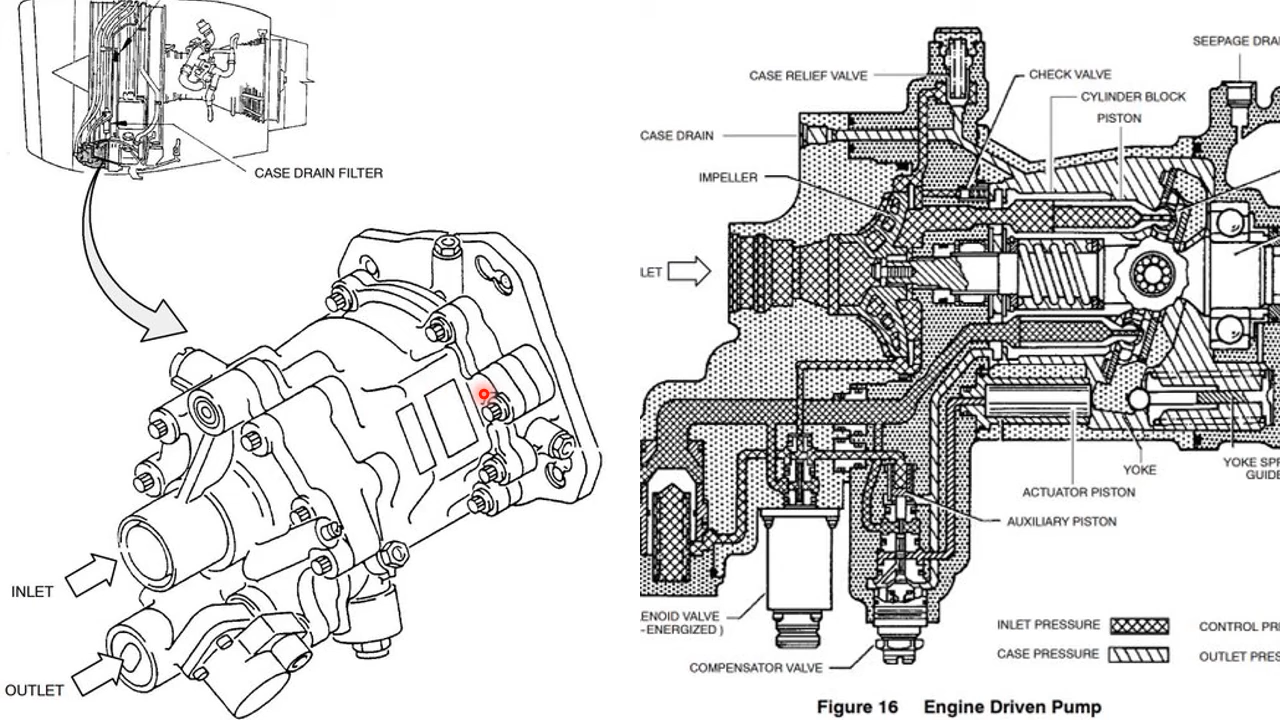 CASE DRAIN FILTER
INLET
OUTLET
SEEPAGE DRA
CASE RELIEF VALVE
CHECK VALVE
CYLINDER BLOCK
PISTON
CASE DRAIN
IMPELLER
LET
YOKE
YOKE SPR
GUIDE
ACTUATOR PISTON
AUXILIARY PISTON
ENOID VALVE
-ENERGIZED )
COMPENSATOR VALVE
INLET PRESSURE
CONTROL PR
CASE PRESSURE
OUTLET PRES
Figure 16 Engine Driven Pump